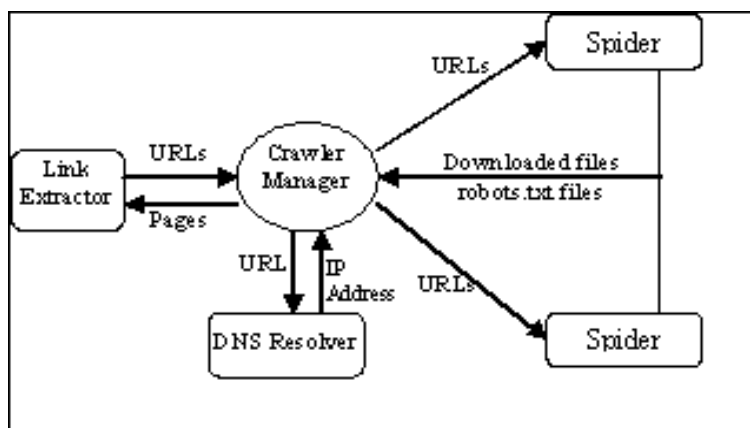 Spider
URLs
Link
Extractor
URLs
Pages
Crawler
Manager
Downloaded files
robots.txt files
URL
IP
Address
URLs
DNS Resolver
Spider